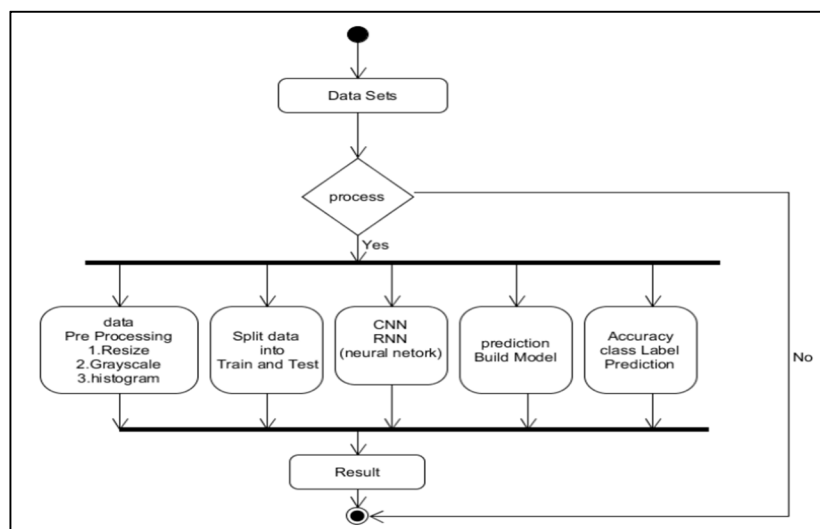 Data Sets
process
Yes
data
Pre Processing
1.Resize
2.Grayscale
3.histogram
Split data
into
Train and Test
CNN
RNN
(neural netork)
prediction
Build Model
Accuracy
class Label
Prediction
No
Result